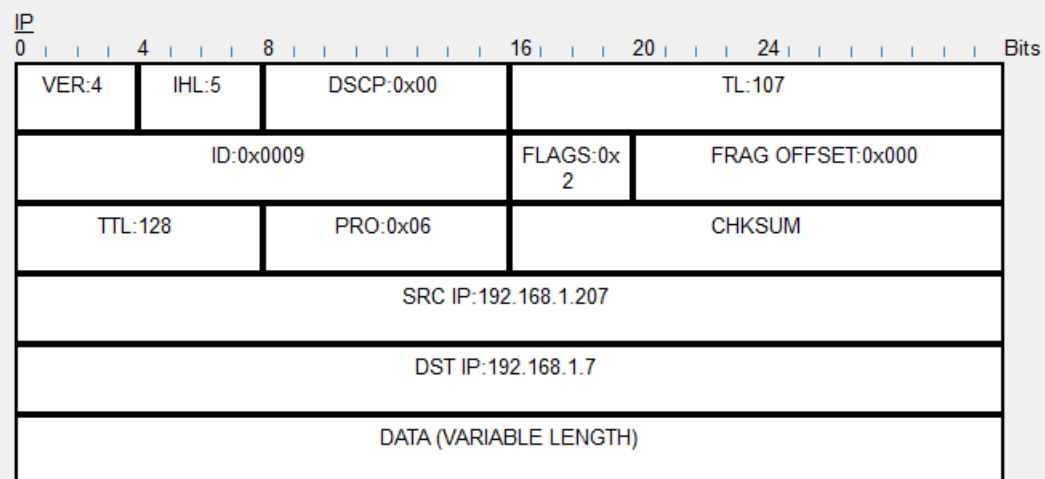 IP
0 4 8 16 20 24 Bits
VER:4 IHL:5 DSCP:0x00 TL:107
ID:0x0009 FLAGS:0x FRAG OFFSET:0x000
2
TTL:128 PRO:0x06 CHKSUM
SRC IP:192.168.1.207
DST IP:192.168.1.7
DATA (VARIABLE LENGTH)